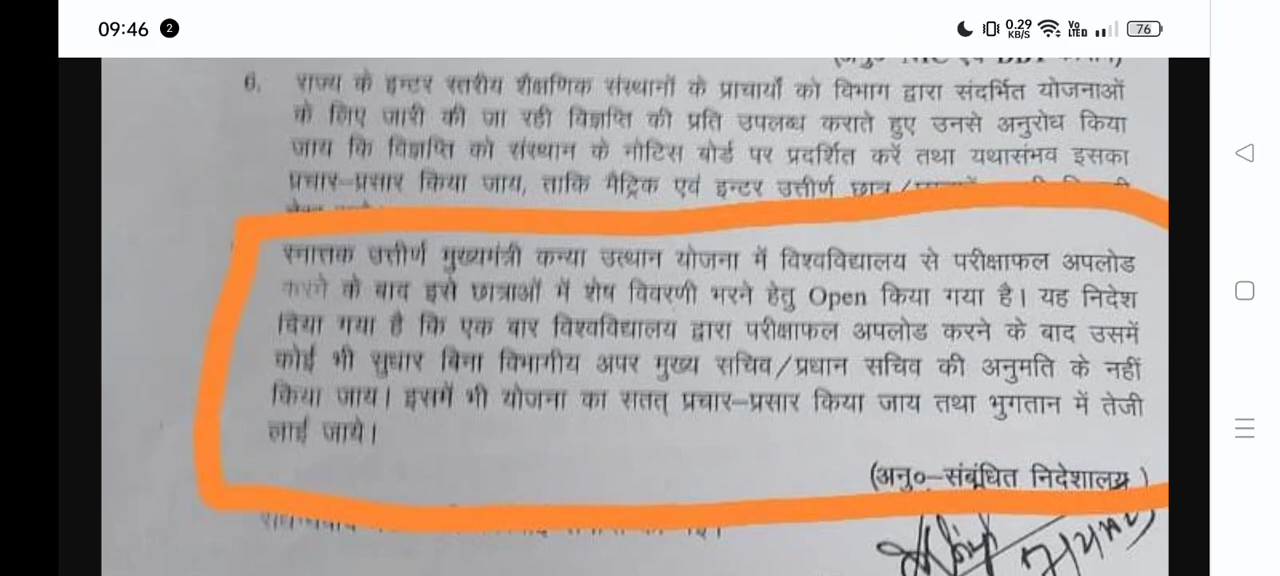 09:46 2 0.29 KB/S Vo LTE 76
6. राज्य के इन्टर स्तरीय शैक्षणिक संस्थानों के प्राचार्यों को विभाग द्वारा संदर्भित योजनाओं
के लिए जारी की जा रही विज्ञप्ति की प्रति उपलब्ध कराते हुए उनसे अनुरोध किया
जाय कि विज्ञप्ति को संस्थान के नोटिस बोर्ड पर प्रदर्शित करें तथा यथासंभव इसका
प्रचार–प्रसार किया जाय, ताकि मैट्रिक एवं इन्टर उत्तीर्ण छात्र/
स्नातक उत्तीर्ण मुख्यमंत्री कन्या उत्थान योजना में विश्वविद्यालय से परीक्षाफल अपलोड
करने के बाद इसे छात्राओं में शेष विवरणी भरने हेतु Open किया गया है। यह निदेश
दिया गया है कि एक बार विश्वविद्यालय द्वारा परीक्षाफल अपलोड करने के बाद उसमें
कोई भी सुधार बिना विभागीय अपर मुख्य सचिव/प्रधान सचिव की अनुमति के नहीं
किया जाय। इसमें भी योजना का सतत् प्रचार–प्रसार किया जाय तथा भुगतान में तेजी
लाई जाये।
(अनु०–संबंधित निदेशालय)